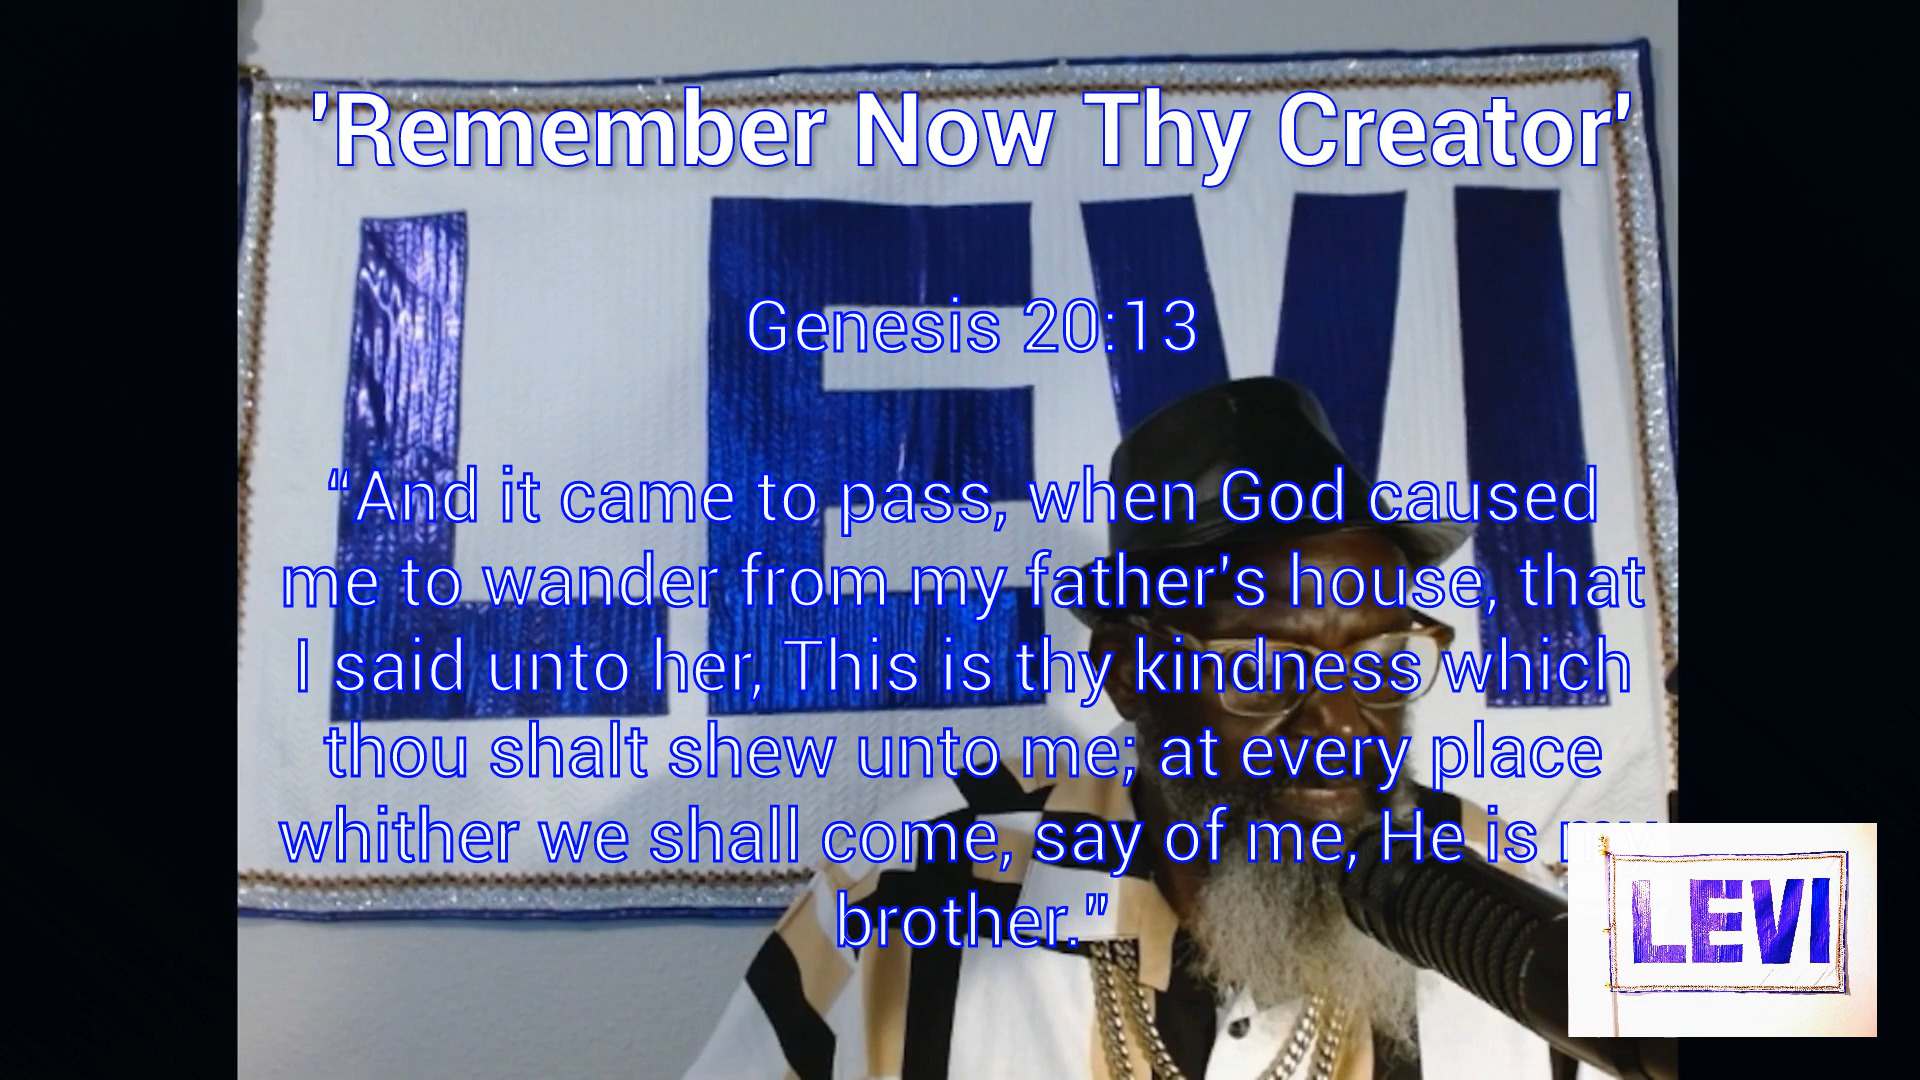 'Remember Now Thy Creator'
LEVI
Genesis 20:13
“And it came to pass, when God caused
me to wander from my father's house, that
I said unto her, This is thy kindness which
thou shalt shew unto me; at every place
whither we shall come, say of me, He is my
brother."
LEVI